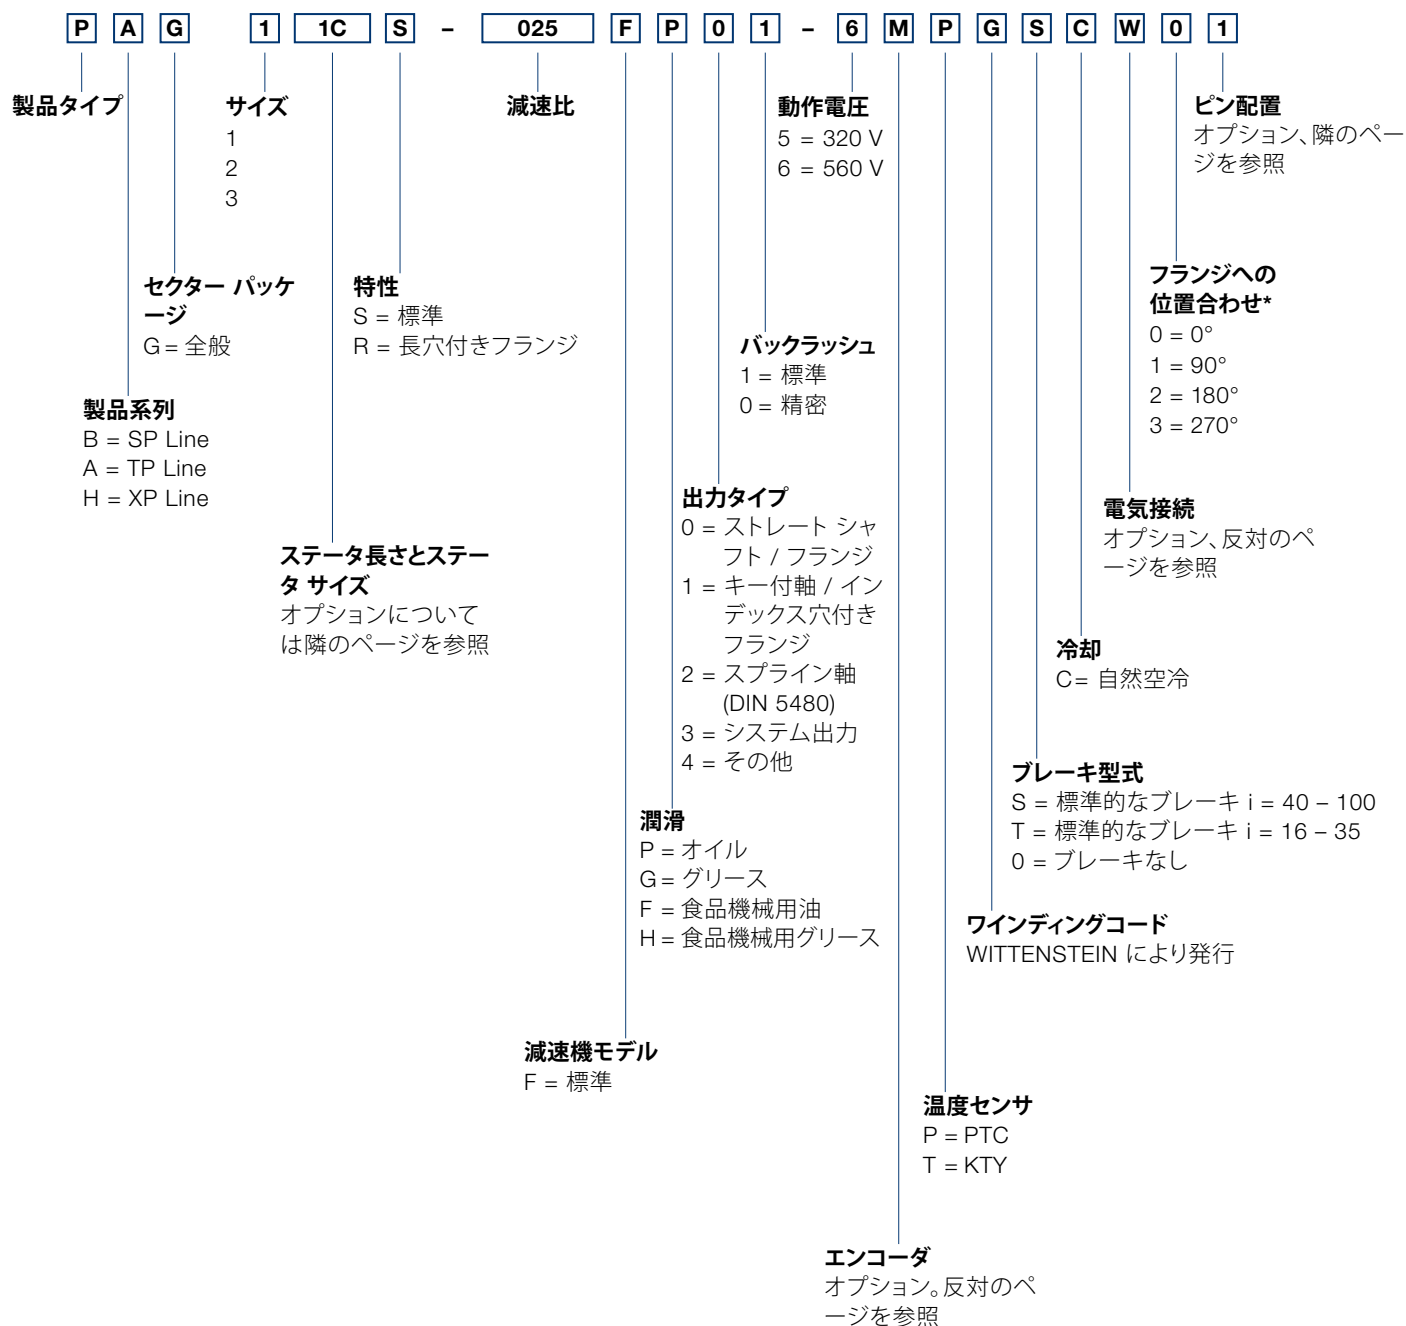 P A G 1 1C S – 025 F P 0 1 – 6 M P G S C W 0 1
製品タイプ
サイズ
1
2
3
減速比
動作電圧
5 = 320 V
6 = 560 V
ピン配置
オプション、隣のペー
ジを参照
セクター パッケ
ージ
G = 全般
特性
S = 標準
R = 長穴付きフランジ
フランジへの
位置合わせ*
0 = 0°
1 = 90°
2 = 180°
3 = 270°
バックラッシュ
1 = 標準
0 = 精密
製品系列
B = SP Line
A = TP Line
H = XP Line
出力タイプ
0 = ストレート シャ
フト / フランジ
1 = キー付軸 / イン
デックス穴付き
フランジ
2 = スプライン軸
(DIN 5480)
3 = システム出力
4 = その他
電気接続
オプション、反対のペ
ージを参照
ステータ長さとステー
タ サイズ
オプションについて
は隣のページを参照
冷却
C = 自然空冷
ブレーキ型式
S = 標準的なブレーキ i = 40 – 100
T = 標準的なブレーキ i = 16 – 35
0 = ブレーキなし
潤滑
P = オイル
G = グリース
F = 食品機械用油
H = 食品機械用グリース
ワインディングコード
WITTENSTEIN により発行
減速機モデル
F = 標準
温度センサ
P = PTC
T = KTY
エンコーダ
オプション。反対のペ
ージを参照